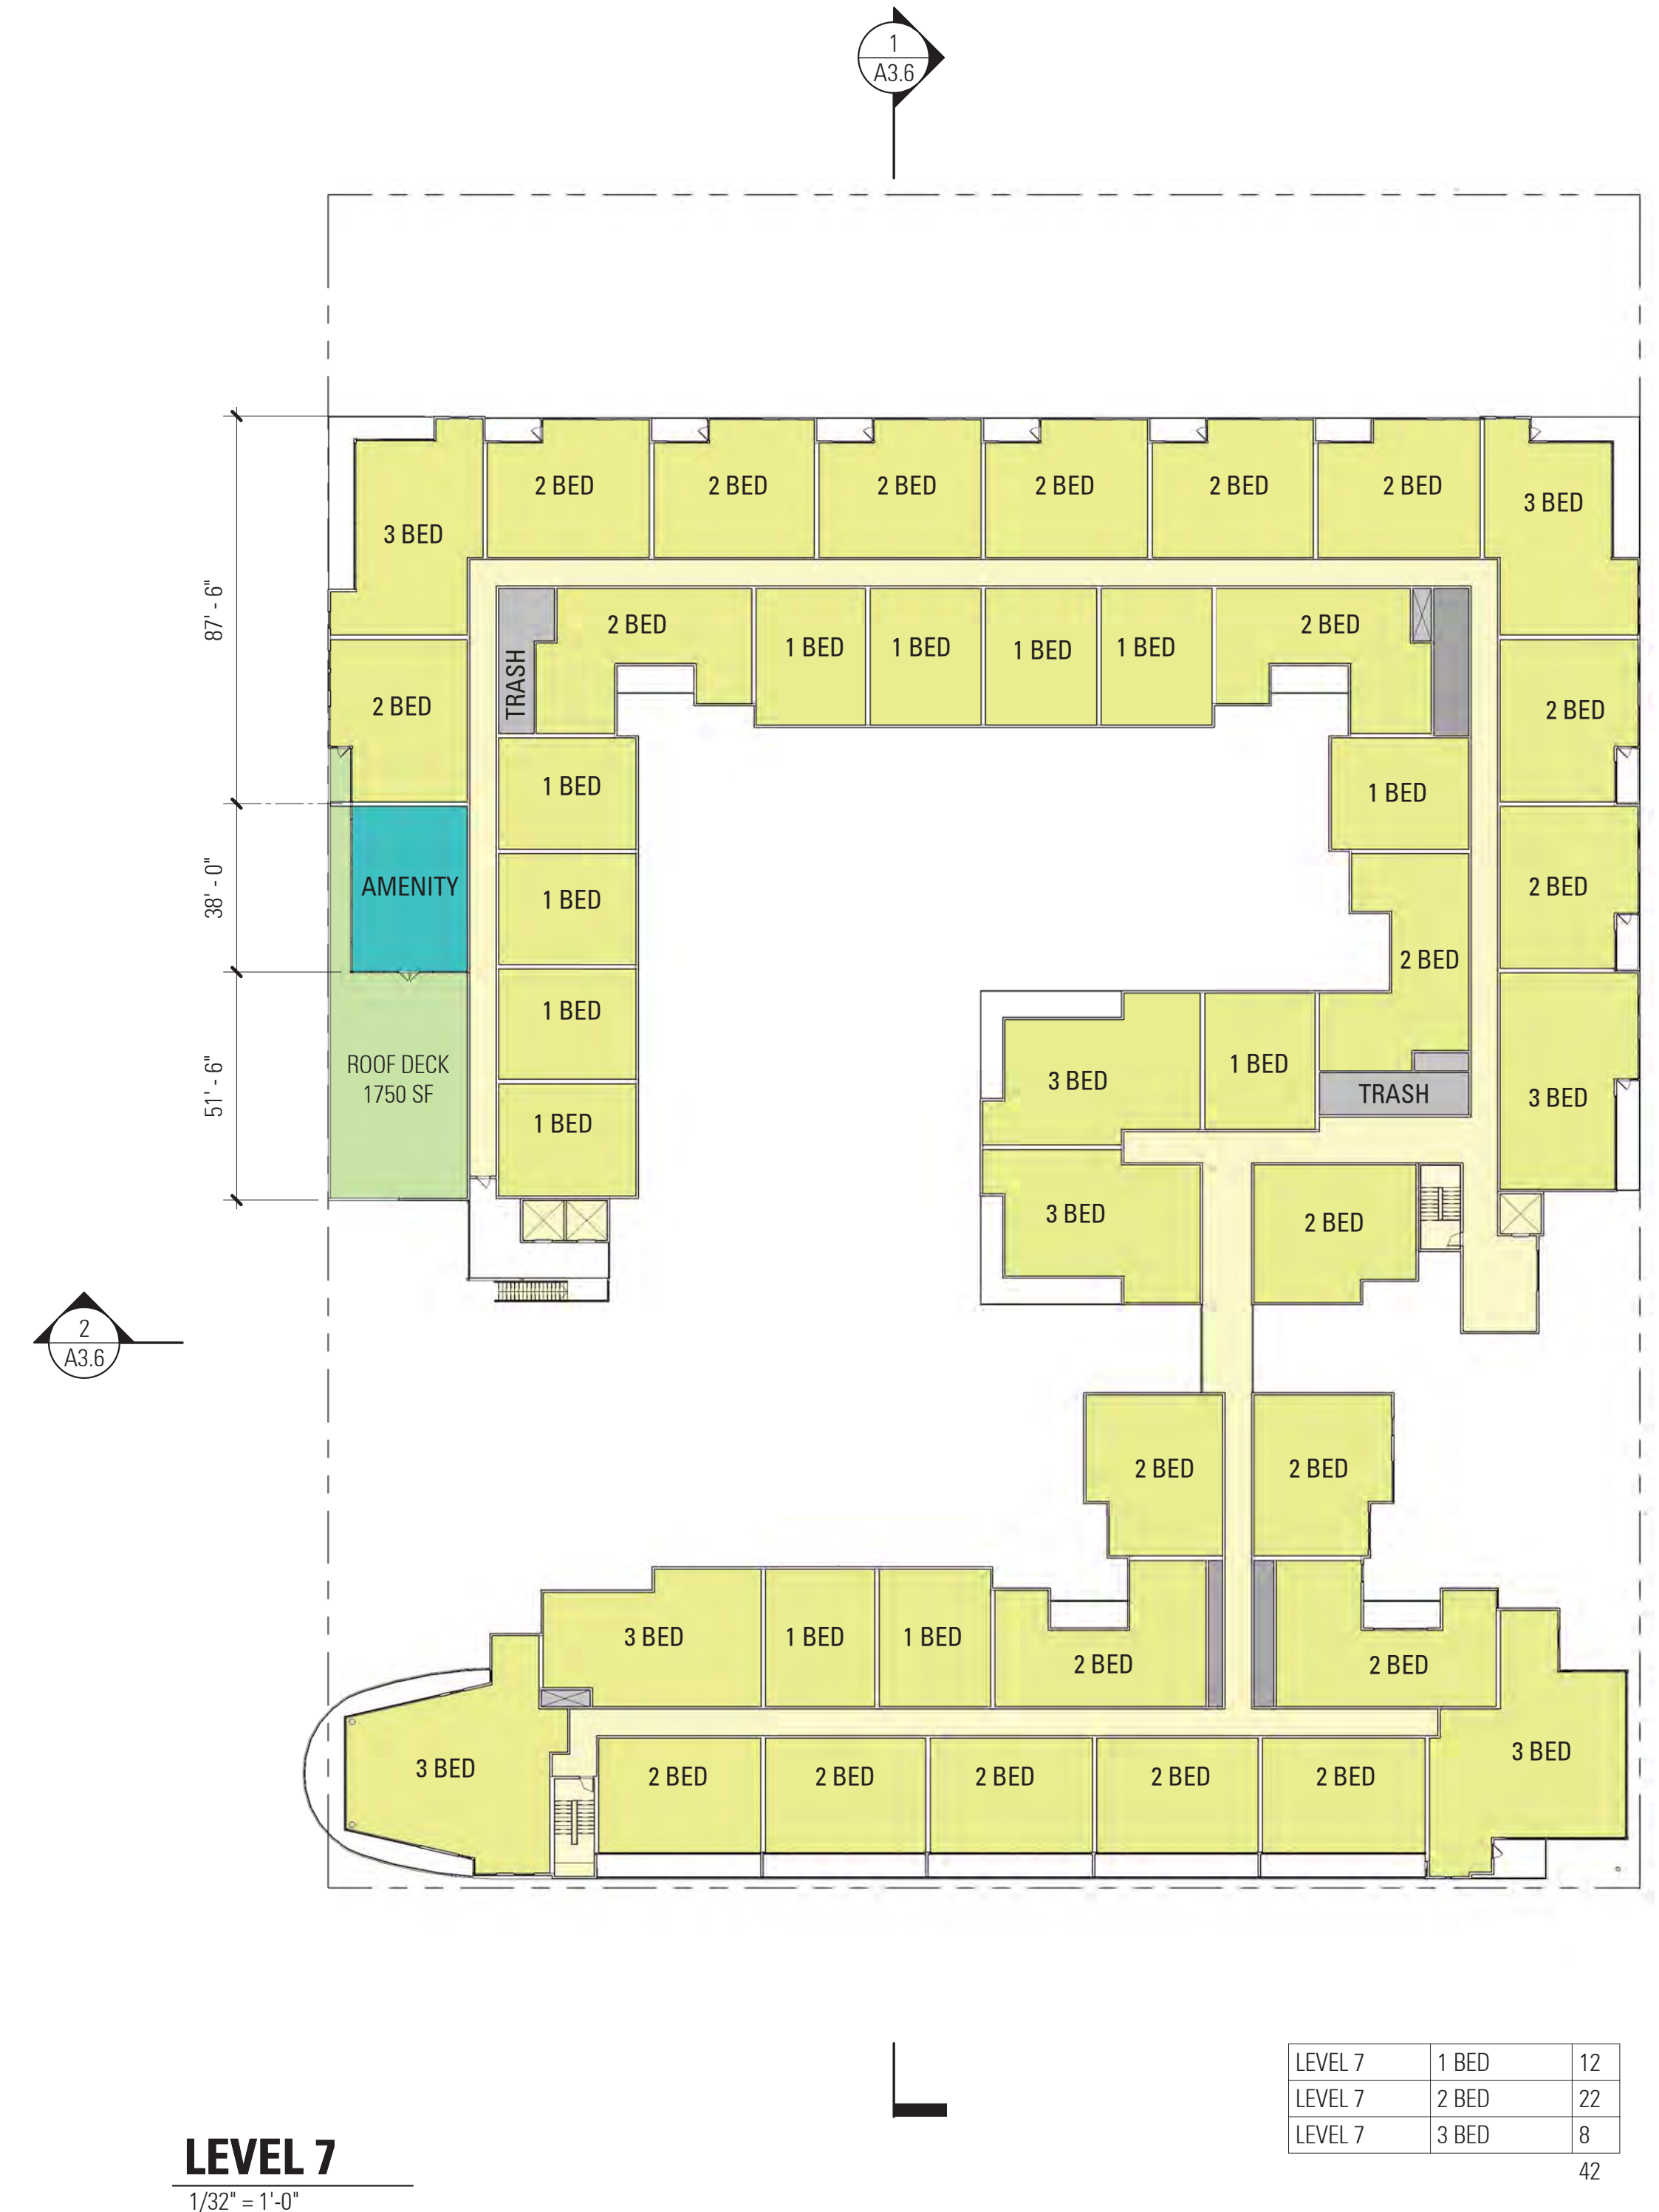 1
A3.6
2 BED
2 BED
2 BED
2 BED
2 BED
2 BED
3 BED
3 BED
87' - 6"
2 BED
2 BED
1 BED
1 BED
1 BED
1 BED
TRASH
2 BED
2 BED
1 BED
1 BED
38' - 0"
AMENITY
1 BED
2 BED
2 BED
1 BED
51' - 6"
ROOF DECK
1750 SF
3 BED
1 BED
TRASH
3 BED
1 BED
3 BED
2 BED
2
A3.6
2 BED
2 BED
3 BED
1 BED
1 BED
2 BED
2 BED
3 BED
3 BED
2 BED
2 BED
2 BED
2 BED
2 BED
LEVEL 7 1 BED 12
LEVEL 7 2 BED 22
LEVEL 7 3 BED 8
42
LEVEL 7
1/32" = 1'-0"